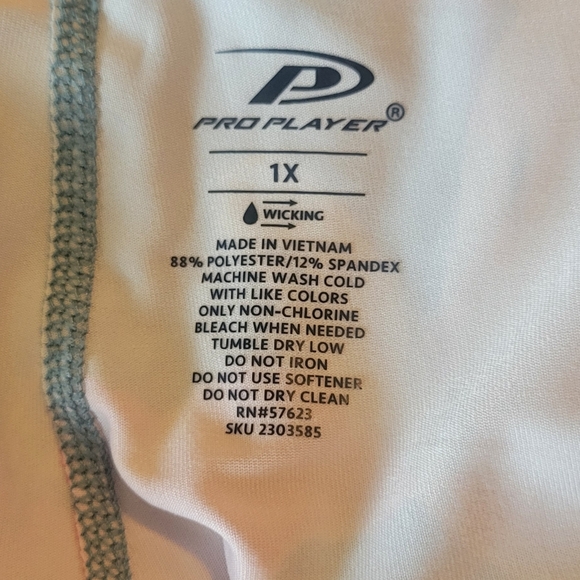 PRO PLAYER®
1X
WICKING
MADE IN VIETNAM
88% POLYESTER/12% SPANDEX
MACHINE WASH COLD
WITH LIKE COLORS
ONLY NON-CHLORINE
BLEACH WHEN NEEDED
TUMBLE DRY LOW
DO NOT IRON
DO NOT USE SOFTENER
DO NOT DRY CLEAN
RN#57623
SKU 2303585